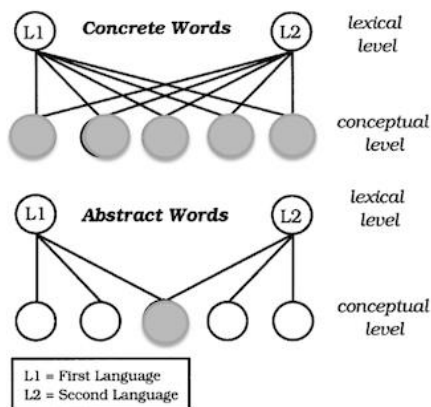 L1 Concrete Words L2 lexical
level
conceptual
level
L1 Abstract Words L2 lexical
level
conceptual
level
L1 = First Language
L2 = Second Language